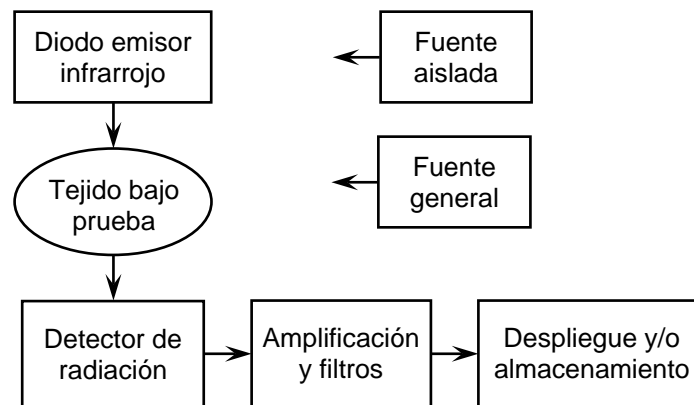 Diodo emisor
infrarrojo
Fuente
aislada
Tejido bajo
prueba
Fuente
general
Detector de
radiación
Amplificación
y filtros
Despliegue y/o
almacenamiento